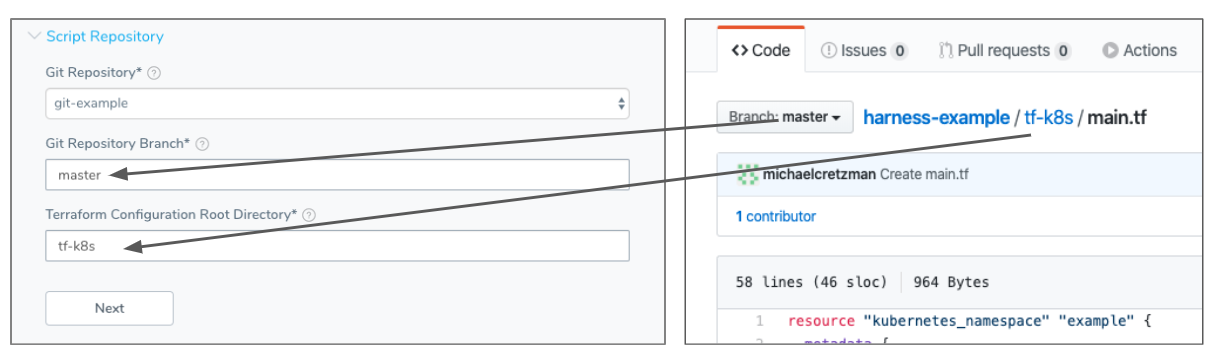 Script Repository
Git Repository*
git-example
Git Repository Branch*
master
Terraform Configuration Root Directory*
tf-k8s
Next
Code Issues 0 Pull requests 0 Actions
Branch: master harness-example / tf-k8s / main.tf
michaelcretzman Create main.tf
1 contributor
58 lines (46 sloc) 964 Bytes
1 resource "kubernetes_namespace" "example" {
2 metadata {